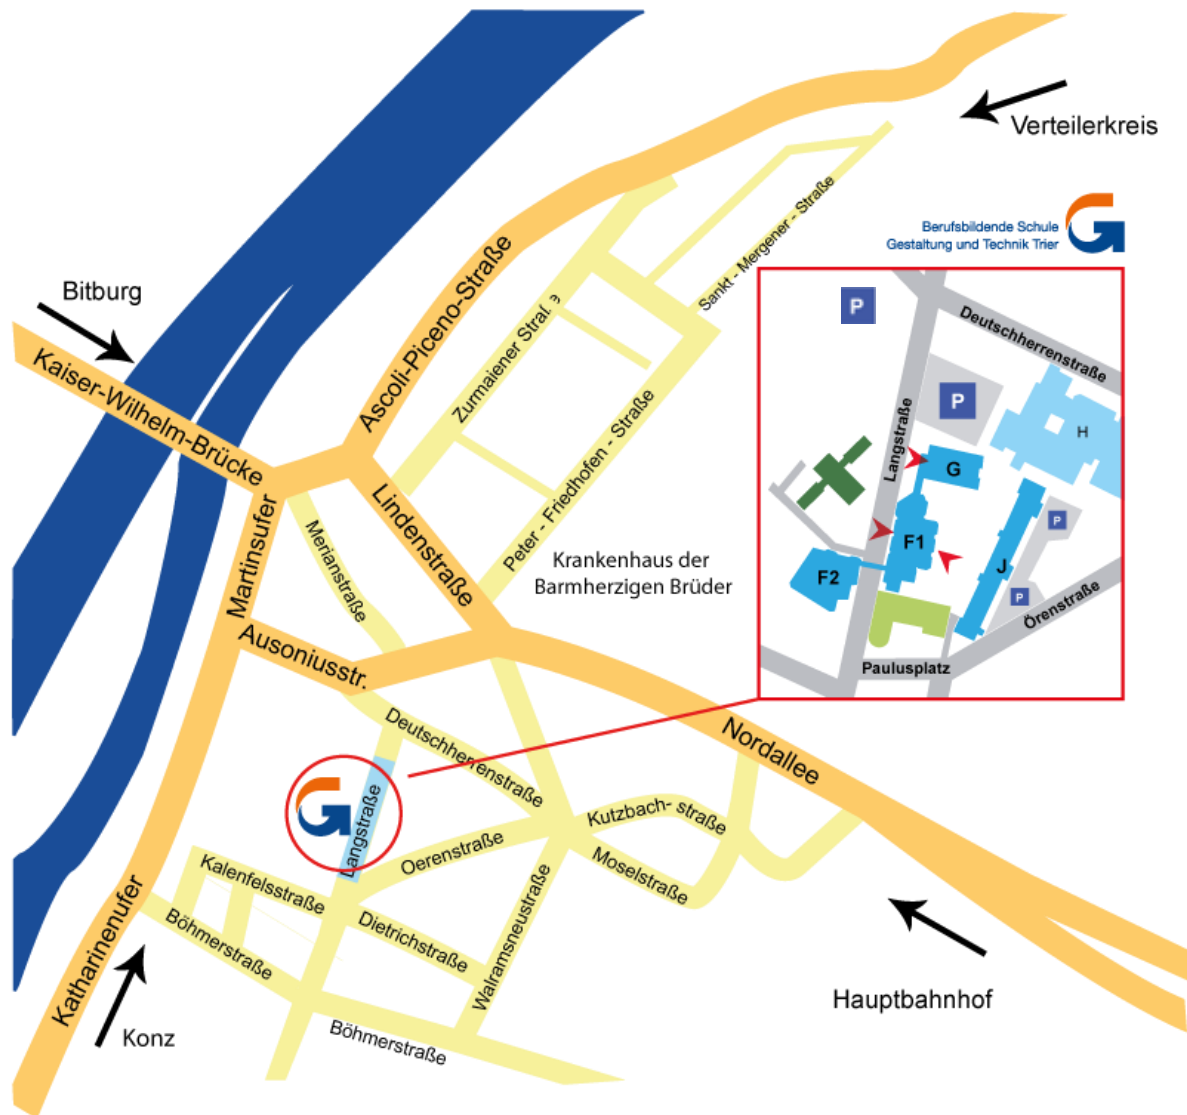 Verteilerkreis
Berufsbildende Schule
Gestaltung und Technik Trier
Bitburg
Kaiser-Wilhelm-Brücke
Ascoli-Piceno-Straße
Zurmaiener Straße
Sankt - Mergener - Straße
Peter - Friedhofen - Straße
Martinsufer
Merianstraße
Lindenstraße
Krankenhaus der
Barmherzigen Brüder
Ausoniusstr.
P
Deutschherrenstraße
P
Langstraße
H
G
P
F1
J
F2
P
Örenstraße
Paulusplatz
Deutschherrenstraße
Nordallee
G
Langstraße
Kutzbach- straße
Oerenstraße
Moselstraße
Kalenfelsstraße
Dietrichstraße
Walramsneustraße
Böhmerstraße
Katharinenufer
Böhmerstraße
Konz
Hauptbahnhof